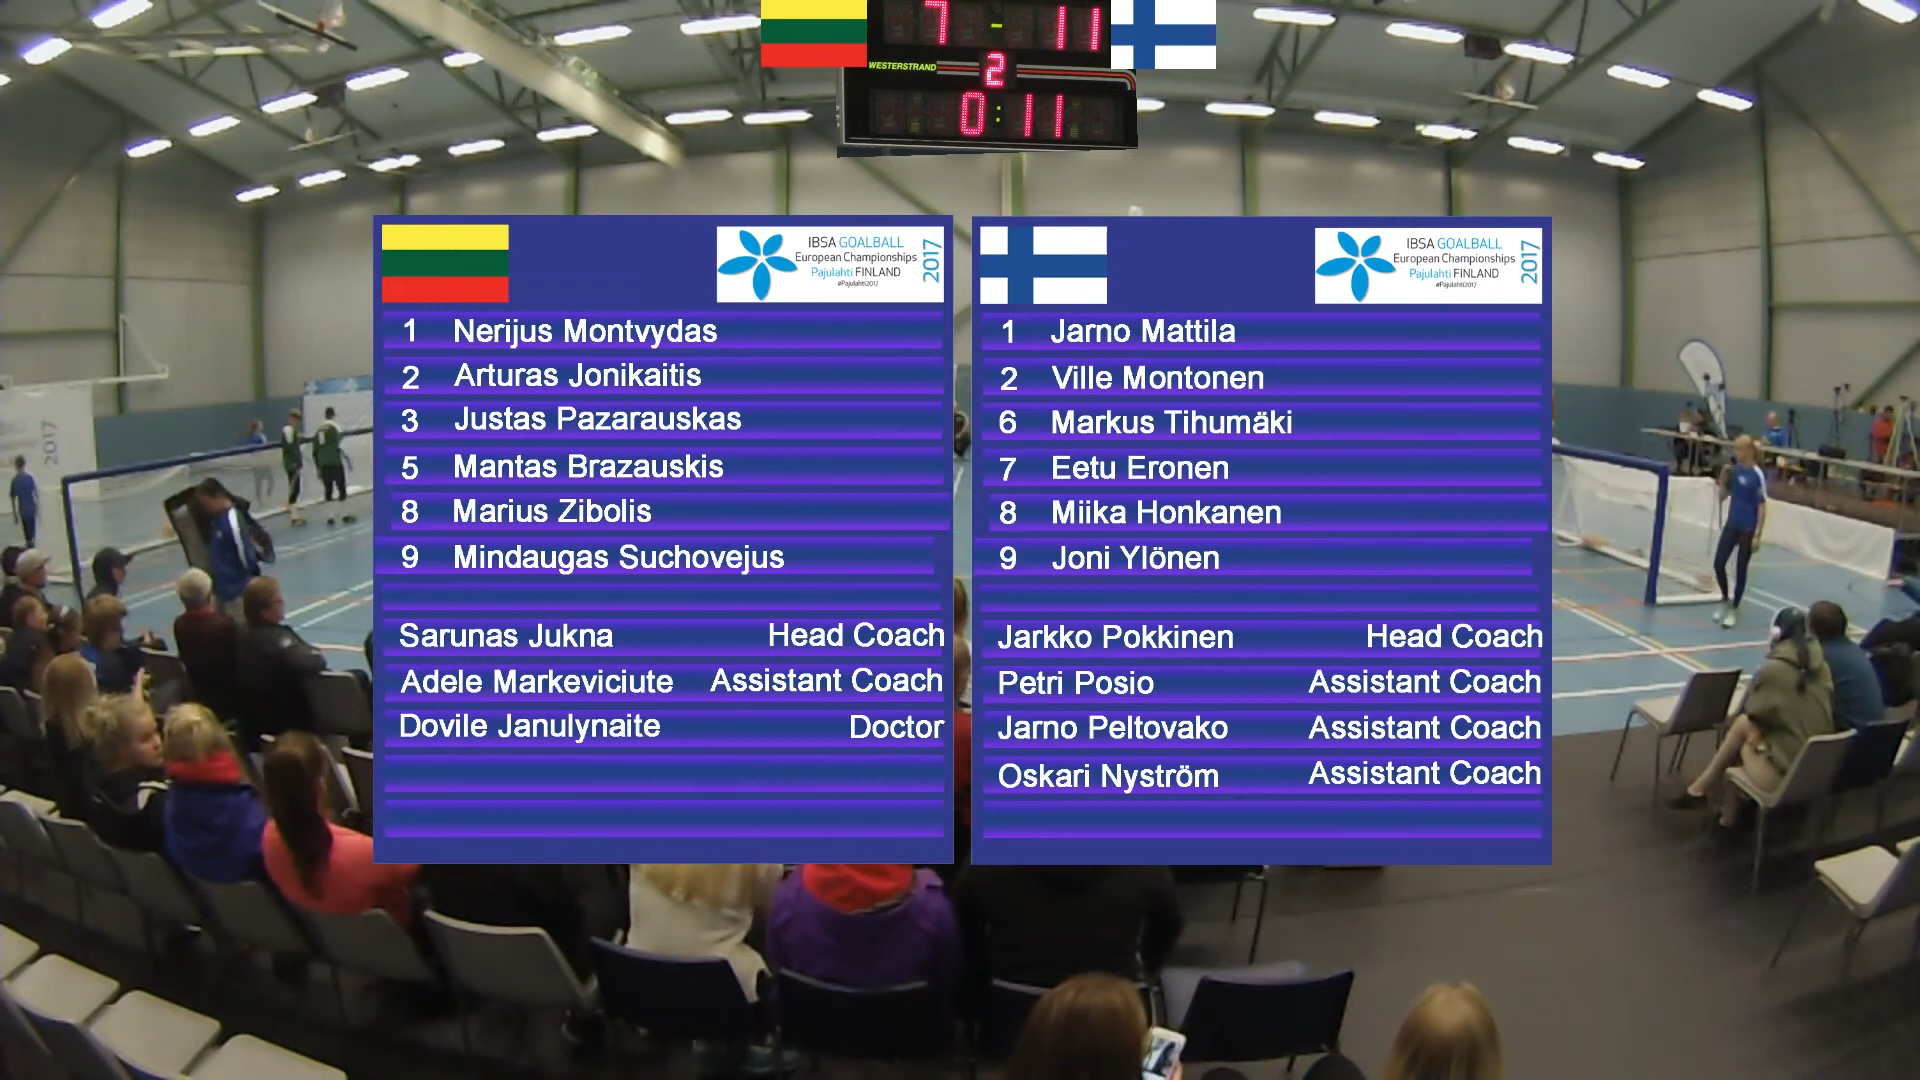 7 - 11
WESTERSTRAND
2
0:11
IBSA GOALBALL
European Championships
Pajulahti FINLAND
#Pajulahti2017
2017
1 Nerijus Montvydas
2 Arturas Jonikaitis
3 Justas Pazarauskas
5 Mantas Brazauskis
8 Marius Zibolis
9 Mindaugas Suchovejus
Sarunas Jukna Head Coach
Adele Markeviciute Assistant Coach
Dovile Janulynaite Doctor
IBSA GOALBALL
European Championships
Pajulahti FINLAND
#Pajulahti2017
2017
1 Jarno Mattila
2 Ville Montonen
6 Markus Tihumäki
7 Eetu Eronen
8 Miika Honkanen
9 Joni Ylönen
Jarkko Pokkinen Head Coach
Petri Posio Assistant Coach
Jarno Peltovako Assistant Coach
Oskari Nyström Assistant Coach
2017